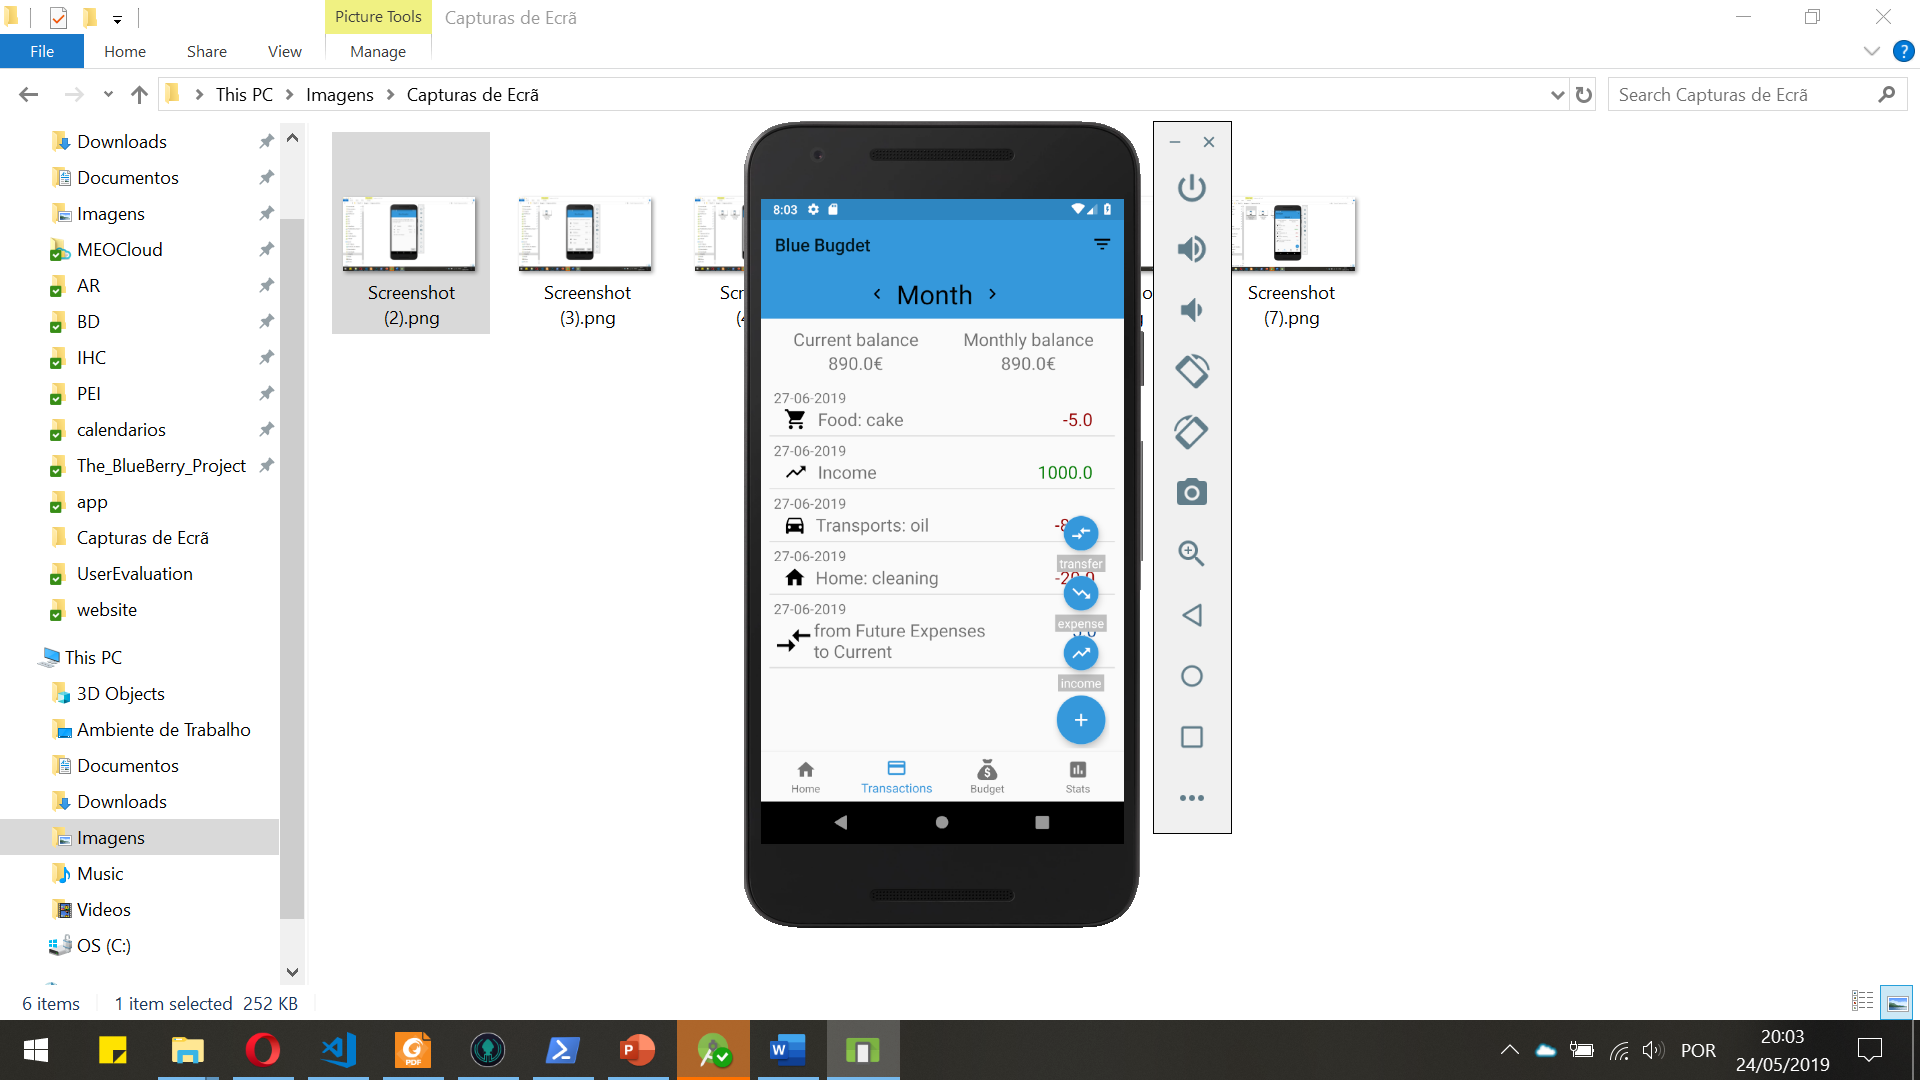 Picture Tools
Capturas de Ecrã
File
Home
Share
View
Manage
This PC
Imagens
Capturas de Ecrã
Search Capturas de Ecrã
Downloads
Documentos
Imagens
MEOCloud
AR
BD
IHC
PEI
calendarios
The_BlueBerry_Project
app
Capturas de Ecrã
UserEvaluation
website
This PC
3D Objects
Ambiente de Trabalho
Documentos
Downloads
Imagens
Music
Videos
OS (C:)
Screenshot
(2).png
Screenshot
(3).png
Screenshot
(7).png
8:03
Blue Bugdet
Month
Current balance
890.0€
Monthly balance
890.0€
27-06-2019
Food: cake
-5.0
27-06-2019
Income
1000.0
27-06-2019
Transports: oil
27-06-2019
Home: cleaning
27-06-2019
from Future Expenses
to Current
transfer
expense
income
Home
Transactions
Budget
Stats
6 items
1 item selected 252 KB
POR
20:03
24/05/2019